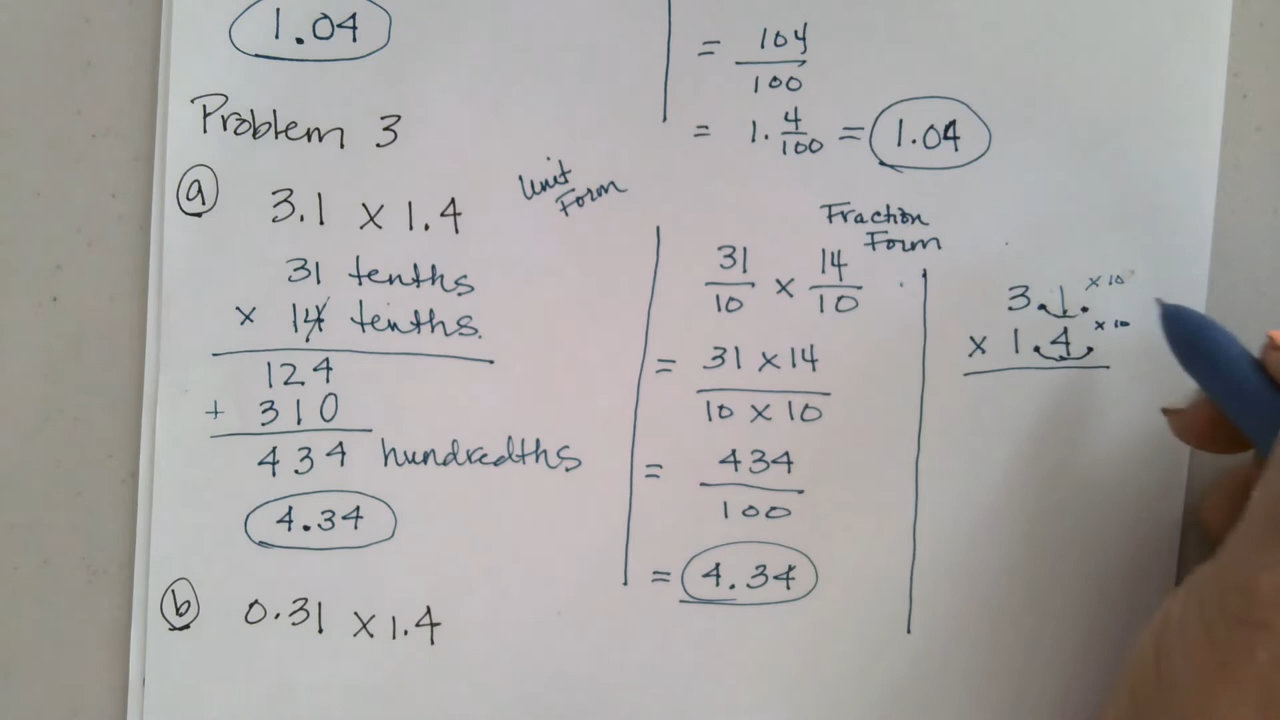 1.04
= 104
100
= 1. 4/100 = 1.04
Problem 3
a 3.1 x 1.4
Unit Form
31 tenths
x 14 tenths.
124
+ 310
434 hundredths
4.34
Fraction Form
31/10 x 14/10
= 31 x 14
10 x 10
= 434
100
= 4.34
3.1. x10
x 1.4. x10
b 0.31 x 1.4